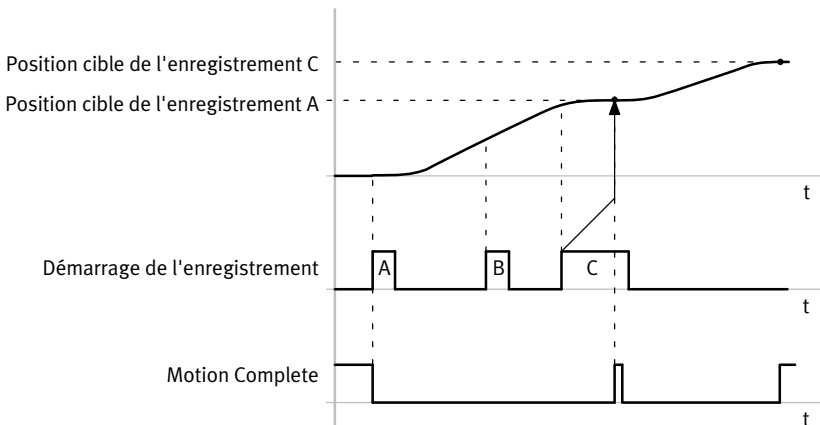 Position cible de l'enregistrement C
Position cible de l'enregistrement A
t
Démarrage de l'enregistrement
A
B
C
t
Motion Complete
t